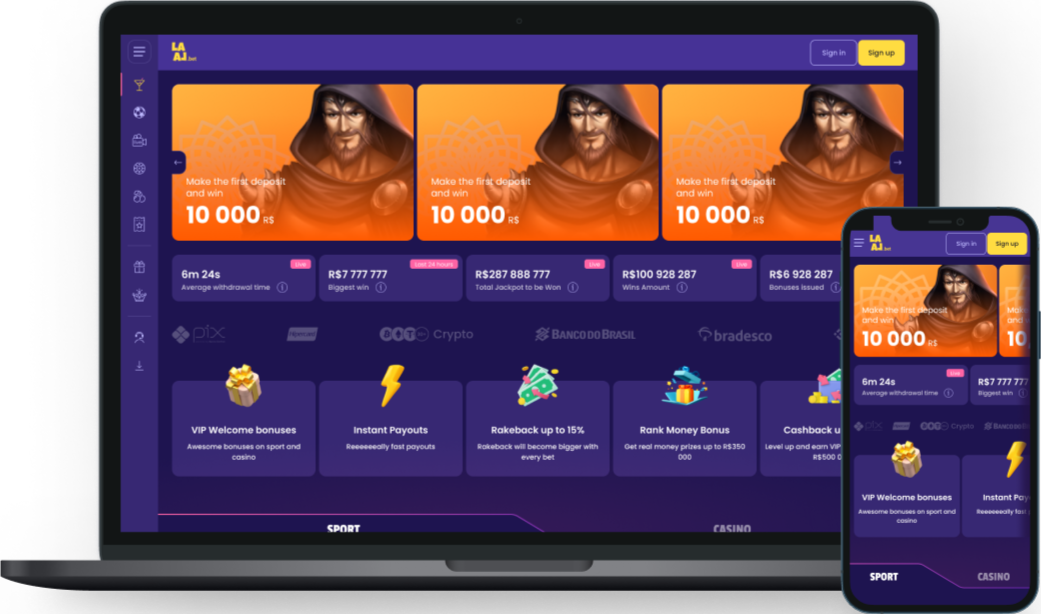 LA
AJ.bet
Sign in
Sign up
Make the first deposit
and win
10 000 R$
Make the first deposit
and win
10 000 R$
Make the first deposit
and win
10 000 R$
Live
6m 24s
Average withdrawal time
Last 24 hours
R$7 777 777
Biggest win
Live
R$287 888 777
Total Jackpot to be Won
Live
R$100 928 287
Wins Amount
R$6 928 287
Bonuses Issued
pix
Crypto
BANCO DO BRASIL
bradesco
VIP Welcome bonuses
Awesome bonuses on sport and
casino
Instant Payouts
Reeeeeeally fast payouts
Rakeback up to 15%
Rakeback will become bigger with
every bet
Rank Money Bonus
Get real money prizes up to R$350
000
Cashback u
Level up and earn VIP
R$500 0
SPORT
CASINO
LA
AJ.bet
Sign in
Sign up
Make the first deposit
and win
10 000 R$
10
Live
6m 24s
Average withdrawal time
R$7 777 777
Biggest win
pix
Crypto
VIP Welcome bonuses
Awesome bonuses on sport and
casino
Instant Pay
Reeeeeeally fast
SPORT
CASINO